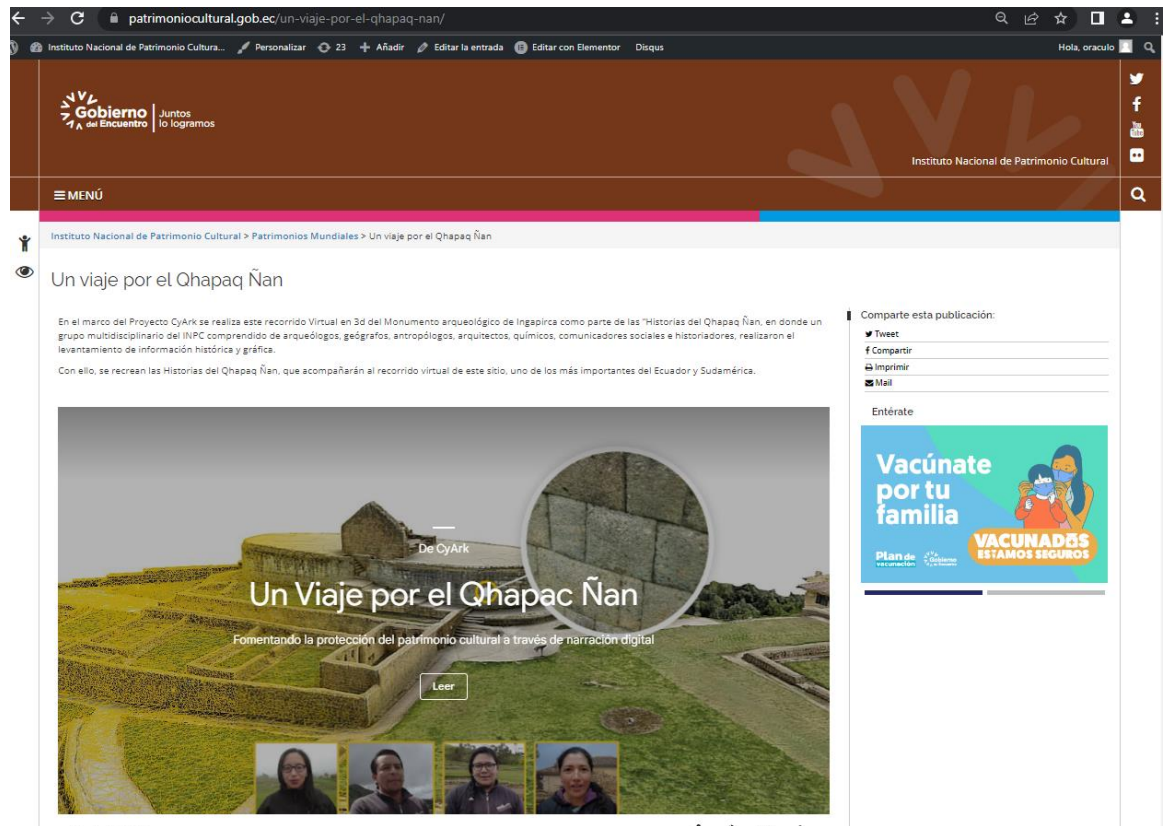 patrimoniocultural.gob.ec/un-viaje-por-el-qhapaq-nan/
Instituto Nacional de Patrimonio Cultura... Personalizar 23 Añadir Editar la entrada Editar con Elementor Disqus Hola, oraculo
Gobierno del Encuentro
Juntos lo logramos
You Tube
Instituto Nacional de Patrimonio Cultural
MENÚ
Instituto Nacional de Patrimonio Cultural > Patrimonios Mundiales > Un viaje por el Qhapaq Ñan
Un viaje por el Qhapaq Ñan
En el marco del Proyecto CyArk se realiza este recorrido Virtual en 3d del Monumento arqueológico de Ingapirca como parte de las "Historias del Qhapaq Ñan, en donde un
grupo multidisciplinario del INPC comprendido de arqueólogos, geógrafos, antropólogos, arquitectos, químicos, comunicadores sociales e historiadores, realizaron el
levantamiento de información histórica y gráfica.
Con ello, se recrean las Historias del Qhapaq Ñan, que acompañarán al recorrido virtual de este sitio, uno de los más importantes del Ecuador y Sudamérica.
De CyArk
Un Viaje por el Qhapac Ñan
Fomentando la protección del patrimonio cultural a través de narración digital
Leer
Comparte esta publicación:
Tweet
Compartir
Imprimir
Mail
Entérate
Vacúnate
por tu
familia
VACUNADOS
ESTAMOS SEGUROS
Plan de
vacunación